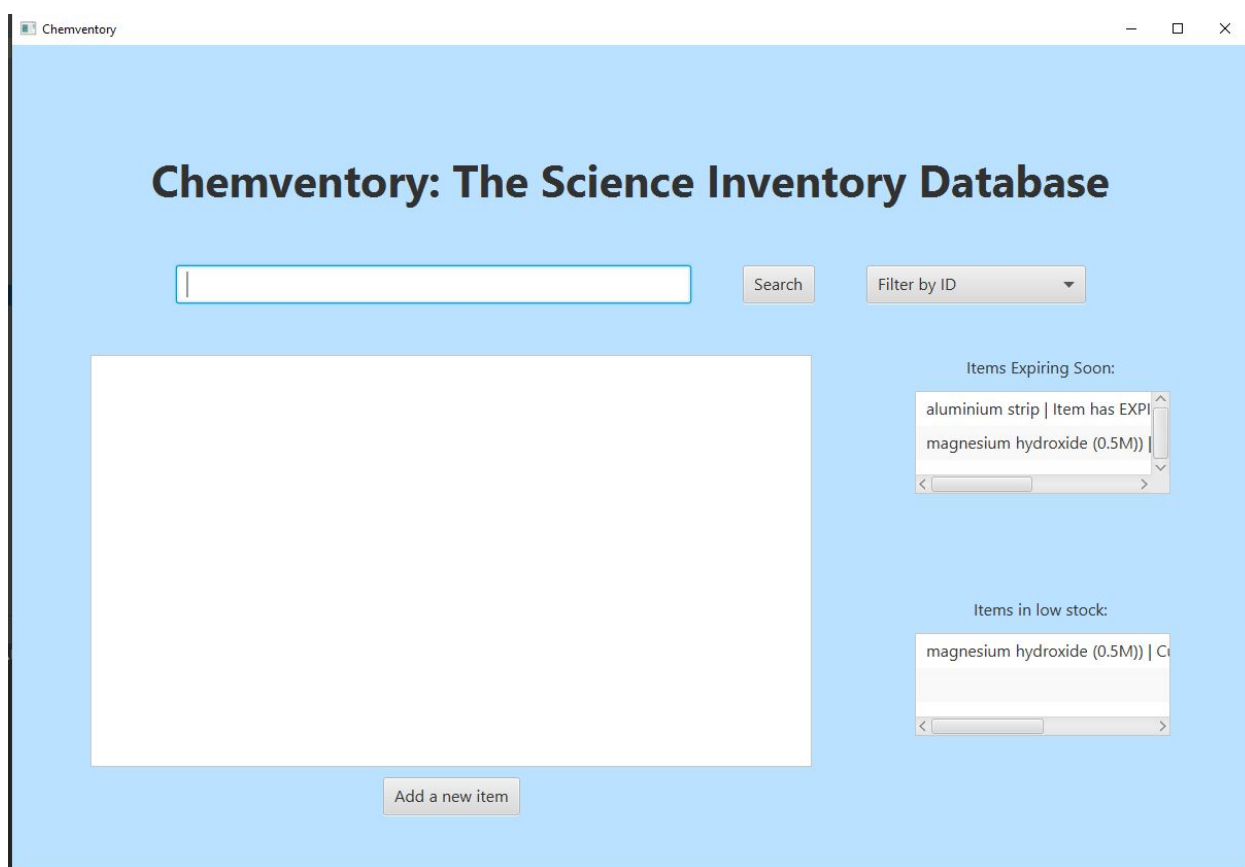 Chemventory
Chemventory: The Science Inventory Database
Search
Filter by ID
Items Expiring Soon:
aluminium strip | Item has EXPI
magnesium hydroxide (0.5M)) |
Items in low stock:
magnesium hydroxide (0.5M)) | Cu
Add a new item